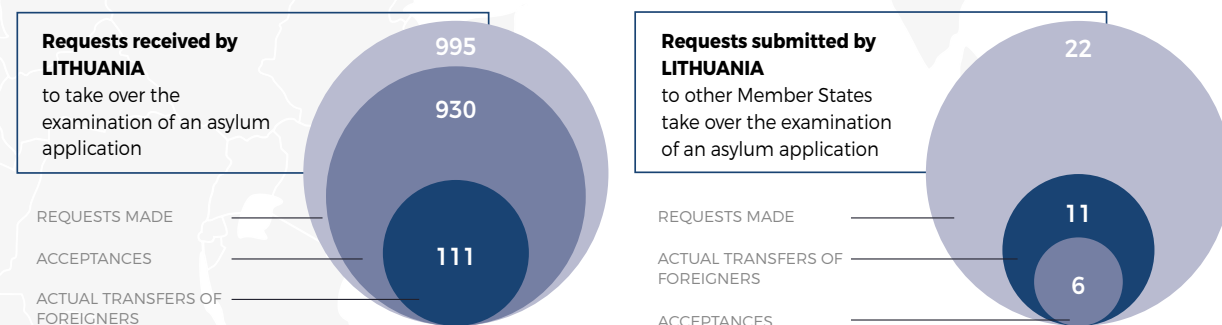 Requests received by
LITHUANIA
to take over the
examination of an asylum
application
995
930
111
REQUESTS MADE
ACCEPTANCES
ACTUAL TRANSFERS OF
FOREIGNERS
Requests submitted by
LITHUANIA
to other Member States
take over the examination
of an asylum application
22
11
6
REQUESTS MADE
ACTUAL TRANSFERS OF
FOREIGNERS
ACCEPTANCES